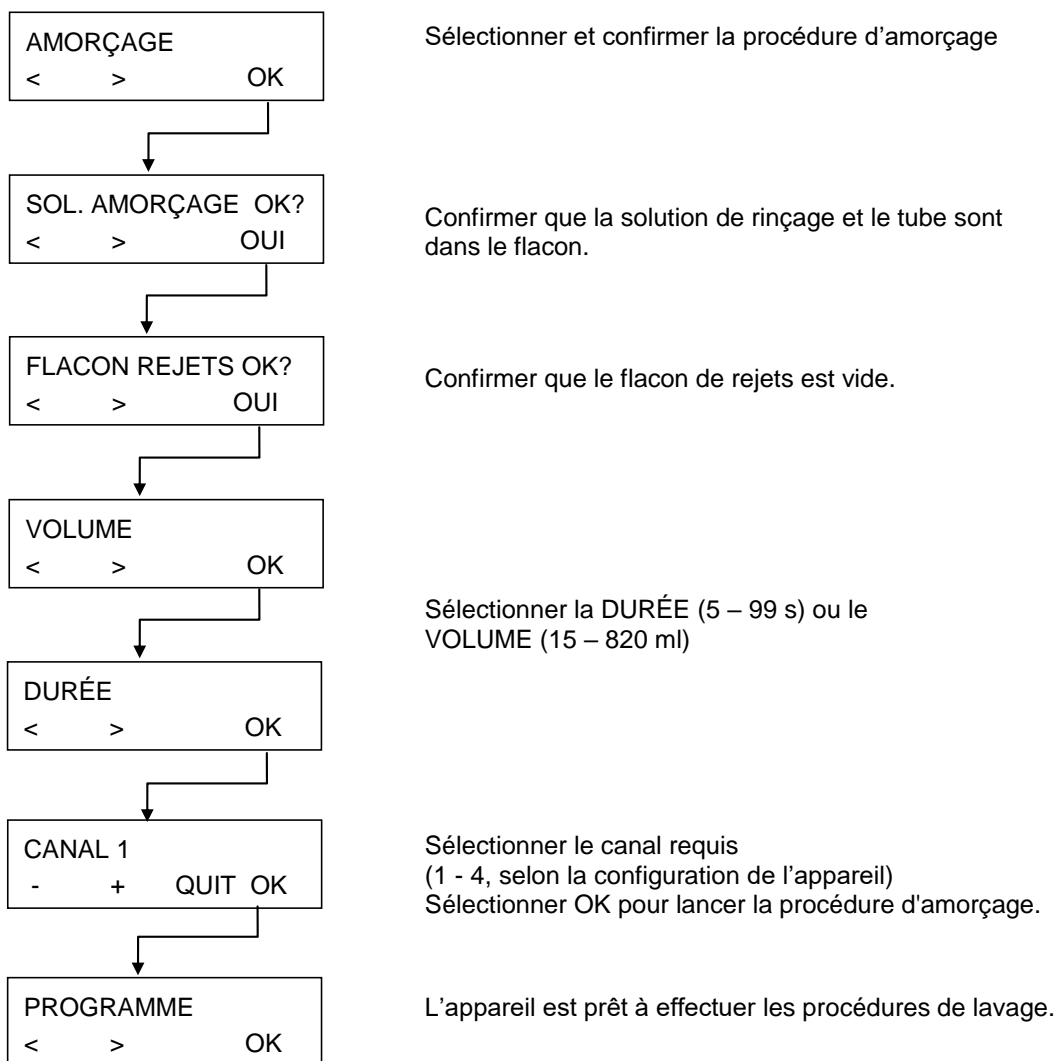 AMORÇAGE
< > OK
Sélectionner et confirmer la procédure d’amorçage
SOL. AMORÇAGE OK?
< > OUI
Confirmer que la solution de rinçage et le tube sont
dans le flacon.
FLACON REJETS OK?
< > OUI
Confirmer que le flacon de rejets est vide.
VOLUME
< > OK
Sélectionner la DURÉE (5 – 99 s) ou le
VOLUME (15 – 820 ml)
DURÉE
< > OK
CANAL 1
- + QUIT OK
Sélectionner le canal requis
(1 - 4, selon la configuration de l’appareil)
Sélectionner OK pour lancer la procédure d'amorçage.
PROGRAMME
< > OK
L’appareil est prêt à effectuer les procédures de lavage.